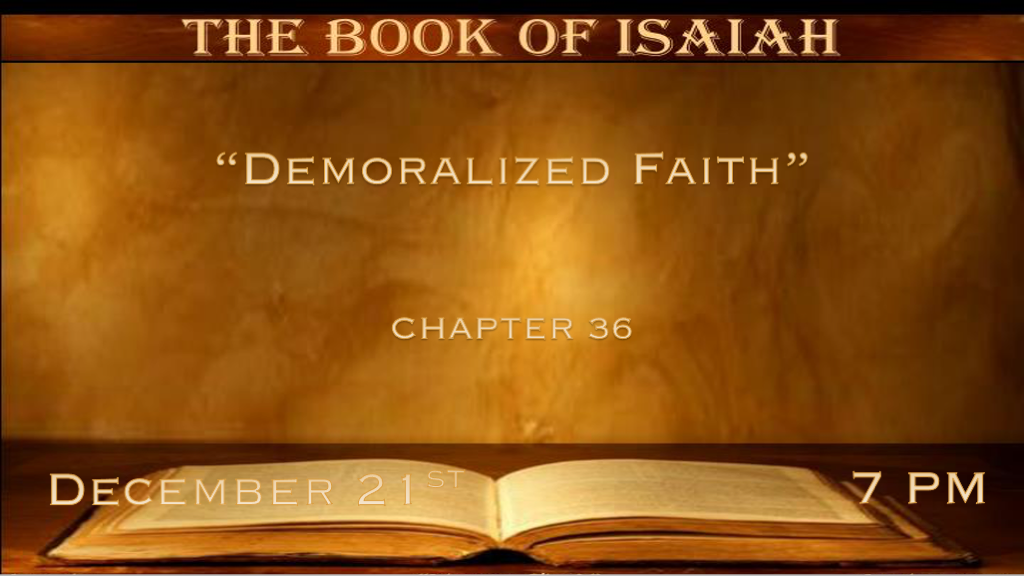 THE BOOK OF ISAIAH
“DEMORALIZED FAITH”
CHAPTER 36
DECEMBER 21ST
7 PM